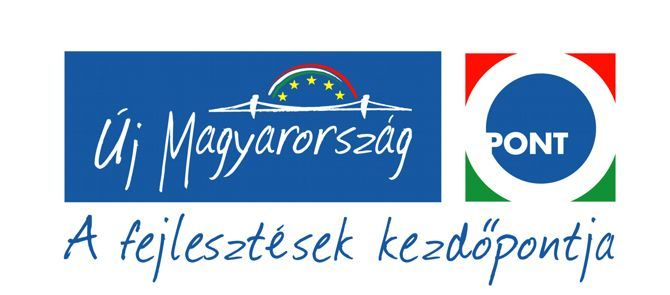 Új Magyarország
PONT
A fejlesztések kezdőpontja